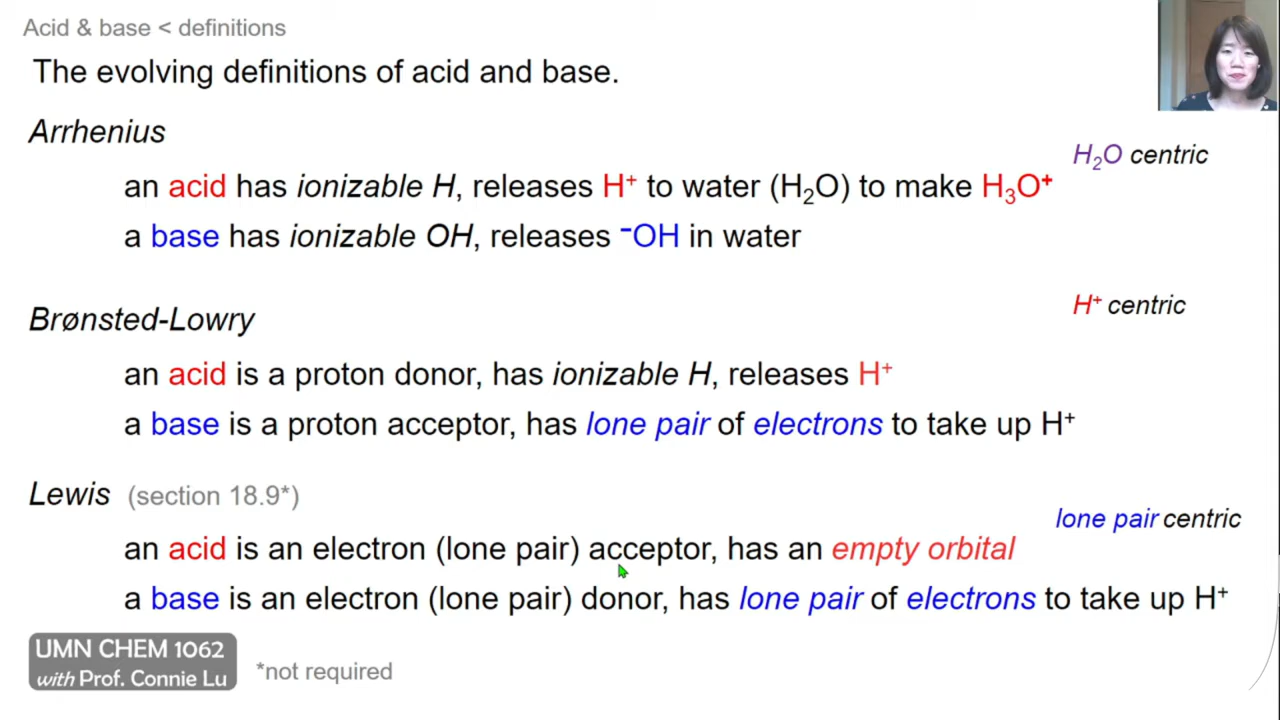 Acid & base < definitions
The evolving definitions of acid and base.
Arrhenius
H₂O centric
an acid has ionizable H, releases H⁺ to water (H₂O) to make H₃O⁺
a base has ionizable OH, releases ⁻OH in water
Brønsted-Lowry
H⁺ centric
an acid is a proton donor, has ionizable H, releases H⁺
a base is a proton acceptor, has lone pair of electrons to take up H⁺
Lewis (section 18.9*)
lone pair centric
an acid is an electron (lone pair) acceptor, has an empty orbital
a base is an electron (lone pair) donor, has lone pair of electrons to take up H⁺
UMN CHEM 1062
with Prof. Connie Lu
*not required